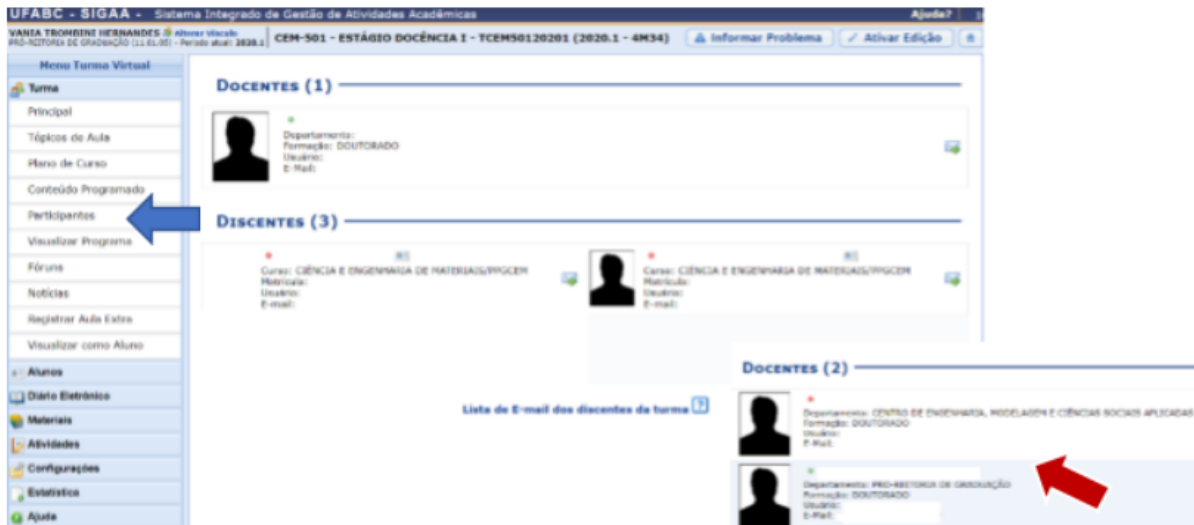 UFABC - SIGAA - Sistema Integrado de Gestão de Atividades Acadêmicas
Ajuda?
VANIA TROMBINI HERNANDES Alterar Vínculo
PRÓ-REITORIA DE GRADUAÇÃO (11.01.05) - Período atual: 2020.1
CEM-501 - ESTÁGIO DOCÊNCIA I - TCEM50120201 (2020.1 - 4M34)
Informar Problema
Ativar Edição
Menu Turma Virtual
Turma
Principal
Tópicos de Aula
Plano de Curso
Conteúdo Programado
Participantes
Visualizar Programa
Fóruns
Notícias
Registrar Aula Extra
Visualizar como Aluno
Alunos
Diário Eletrônico
Materiais
Atividades
Configurações
Estatística
Ajuda
DOCENTES (1)
Departamento:
Formação: DOUTORADO
Usuário:
E-Mail:
DISCENTES (3)
Curso: CIÊNCIA E ENGENHARIA DE MATERIAIS/PPGCEM
Matrícula:
Usuário:
E-mail:
Curso: CIÊNCIA E ENGENHARIA DE MATERIAIS/PPGCEM
Matrícula:
Usuário:
E-mail:
Lista de E-mail dos discentes da turma ?
DOCENTES (2)
Departamento: CENTRO DE ENGENHARIA, MODELAGEM E CIÊNCIAS SOCIAIS APLICADAS
Formação: DOUTORADO
Usuário:
E-Mail:
Departamento: PRO-REITORIA DE GRADUAÇÃO
Formação: DOUTORADO
Usuário:
E-Mail: